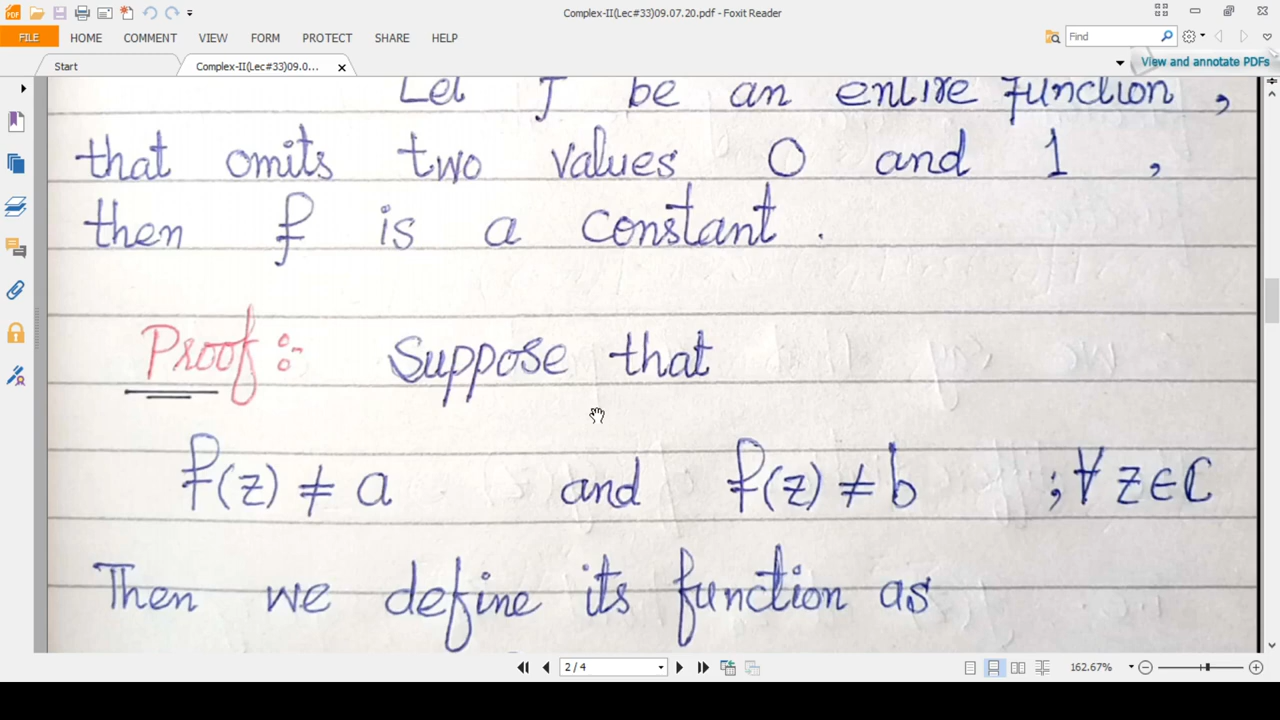 Complex-II(Lec#33)09.07.20.pdf - Foxit Reader
FILE HOME COMMENT VIEW FORM PROTECT SHARE HELP
Find
Start Complex-II(Lec#33)09.0...
View and annotate PDFs
Let f be an entire function,
that omits two values 0 and 1,
then f is a constant.
Proof:- Suppose that
f(z) ≠ a and f(z) ≠ b ; ∀ z ∈ ℂ
Then we define its function as
2 / 4
162.67%